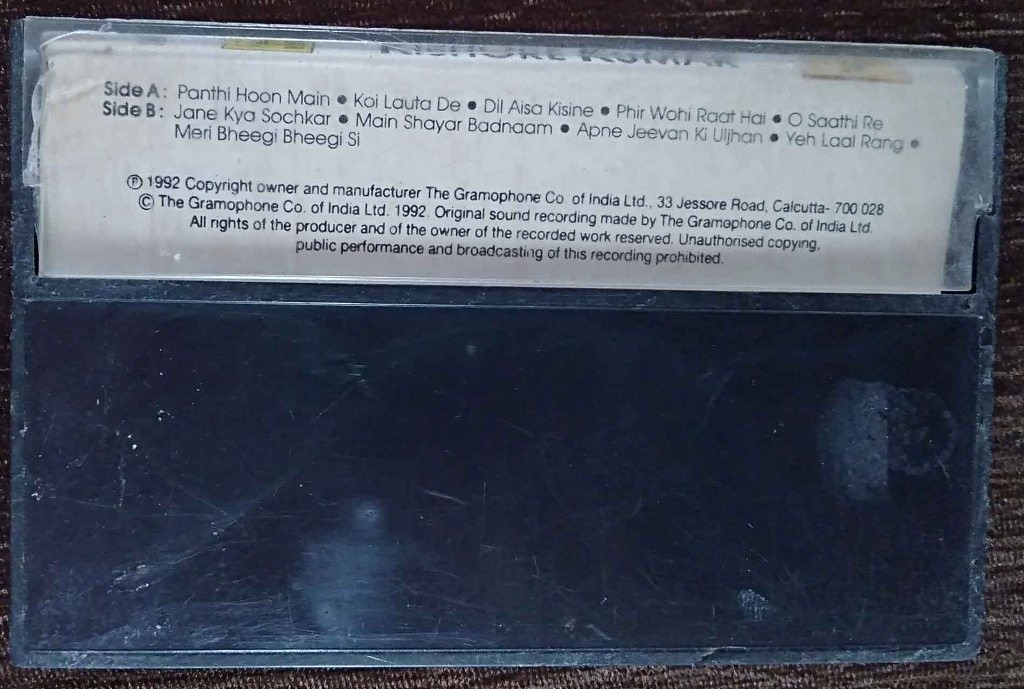 KISHORE KUMAR
Side A: Panthi Hoon Main • Koi Lauta De • Dil Aisa Kisine • Phir Wohi Raat Hai • O Saathi Re
Side B: Jane Kya Sochkar • Main Shayar Badnaam • Apne Jeevan Ki Uljhan • Yeh Laal Rang •
Meri Bheegi Bheegi Si
Ⓟ 1992 Copyright owner and manufacturer The Gramophone Co. of India Ltd., 33 Jessore Road, Calcutta- 700 028
© The Gramophone Co. of India Ltd. 1992. Original sound recording made by The Gramophone Co. of India Ltd.
All rights of the producer and of the owner of the recorded work reserved. Unauthorised copying,
public performance and broadcasting of this recording prohibited.